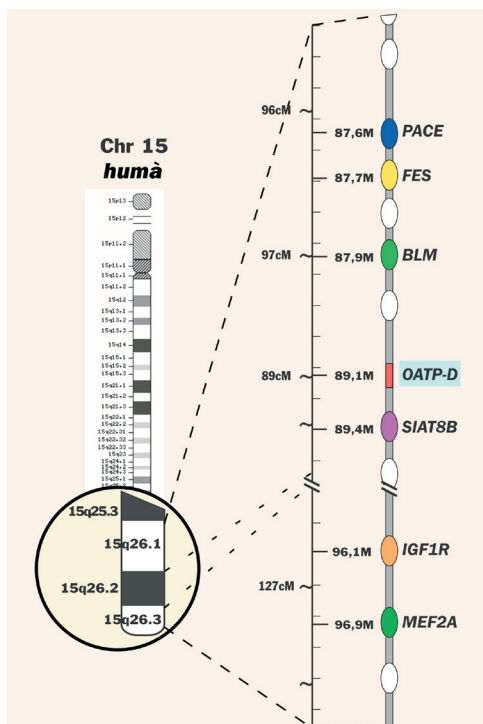 Chr 15
humà
15p13
15p12
15p11.2
15p11.1
15q11.1
15q11.2
15q12
15q13.1
15q13.2
15q13.3
15q14
15q15.1
15q15.2
15q15.3
15q21.1
15q21.2
15q21.3
15q22.1
15q22.2
15q22.31
15q22.32
15q22.33
15q23
15q24.1
15q24.2
15q24.3
15q25.1
15q25.3
15q26.1
15q26.2
15q26.3
96cM
87,6M PACE
87,7M FES
97cM 87,9M BLM
89cM 89,1M OATP-D
89,4M SIAT8B
96,1M IGF1R
127cM
96,9M MEF2A